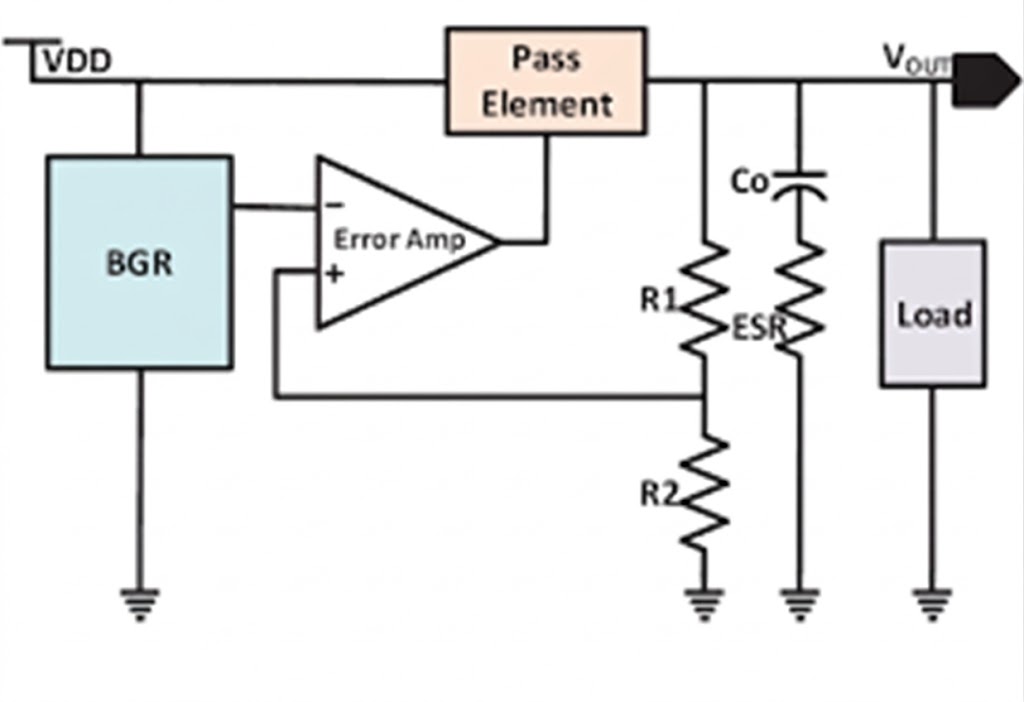 VDD
Pass
Element
VOUT
BGR
−
Error Amp
+
Co
R1
ESR
Load
R2